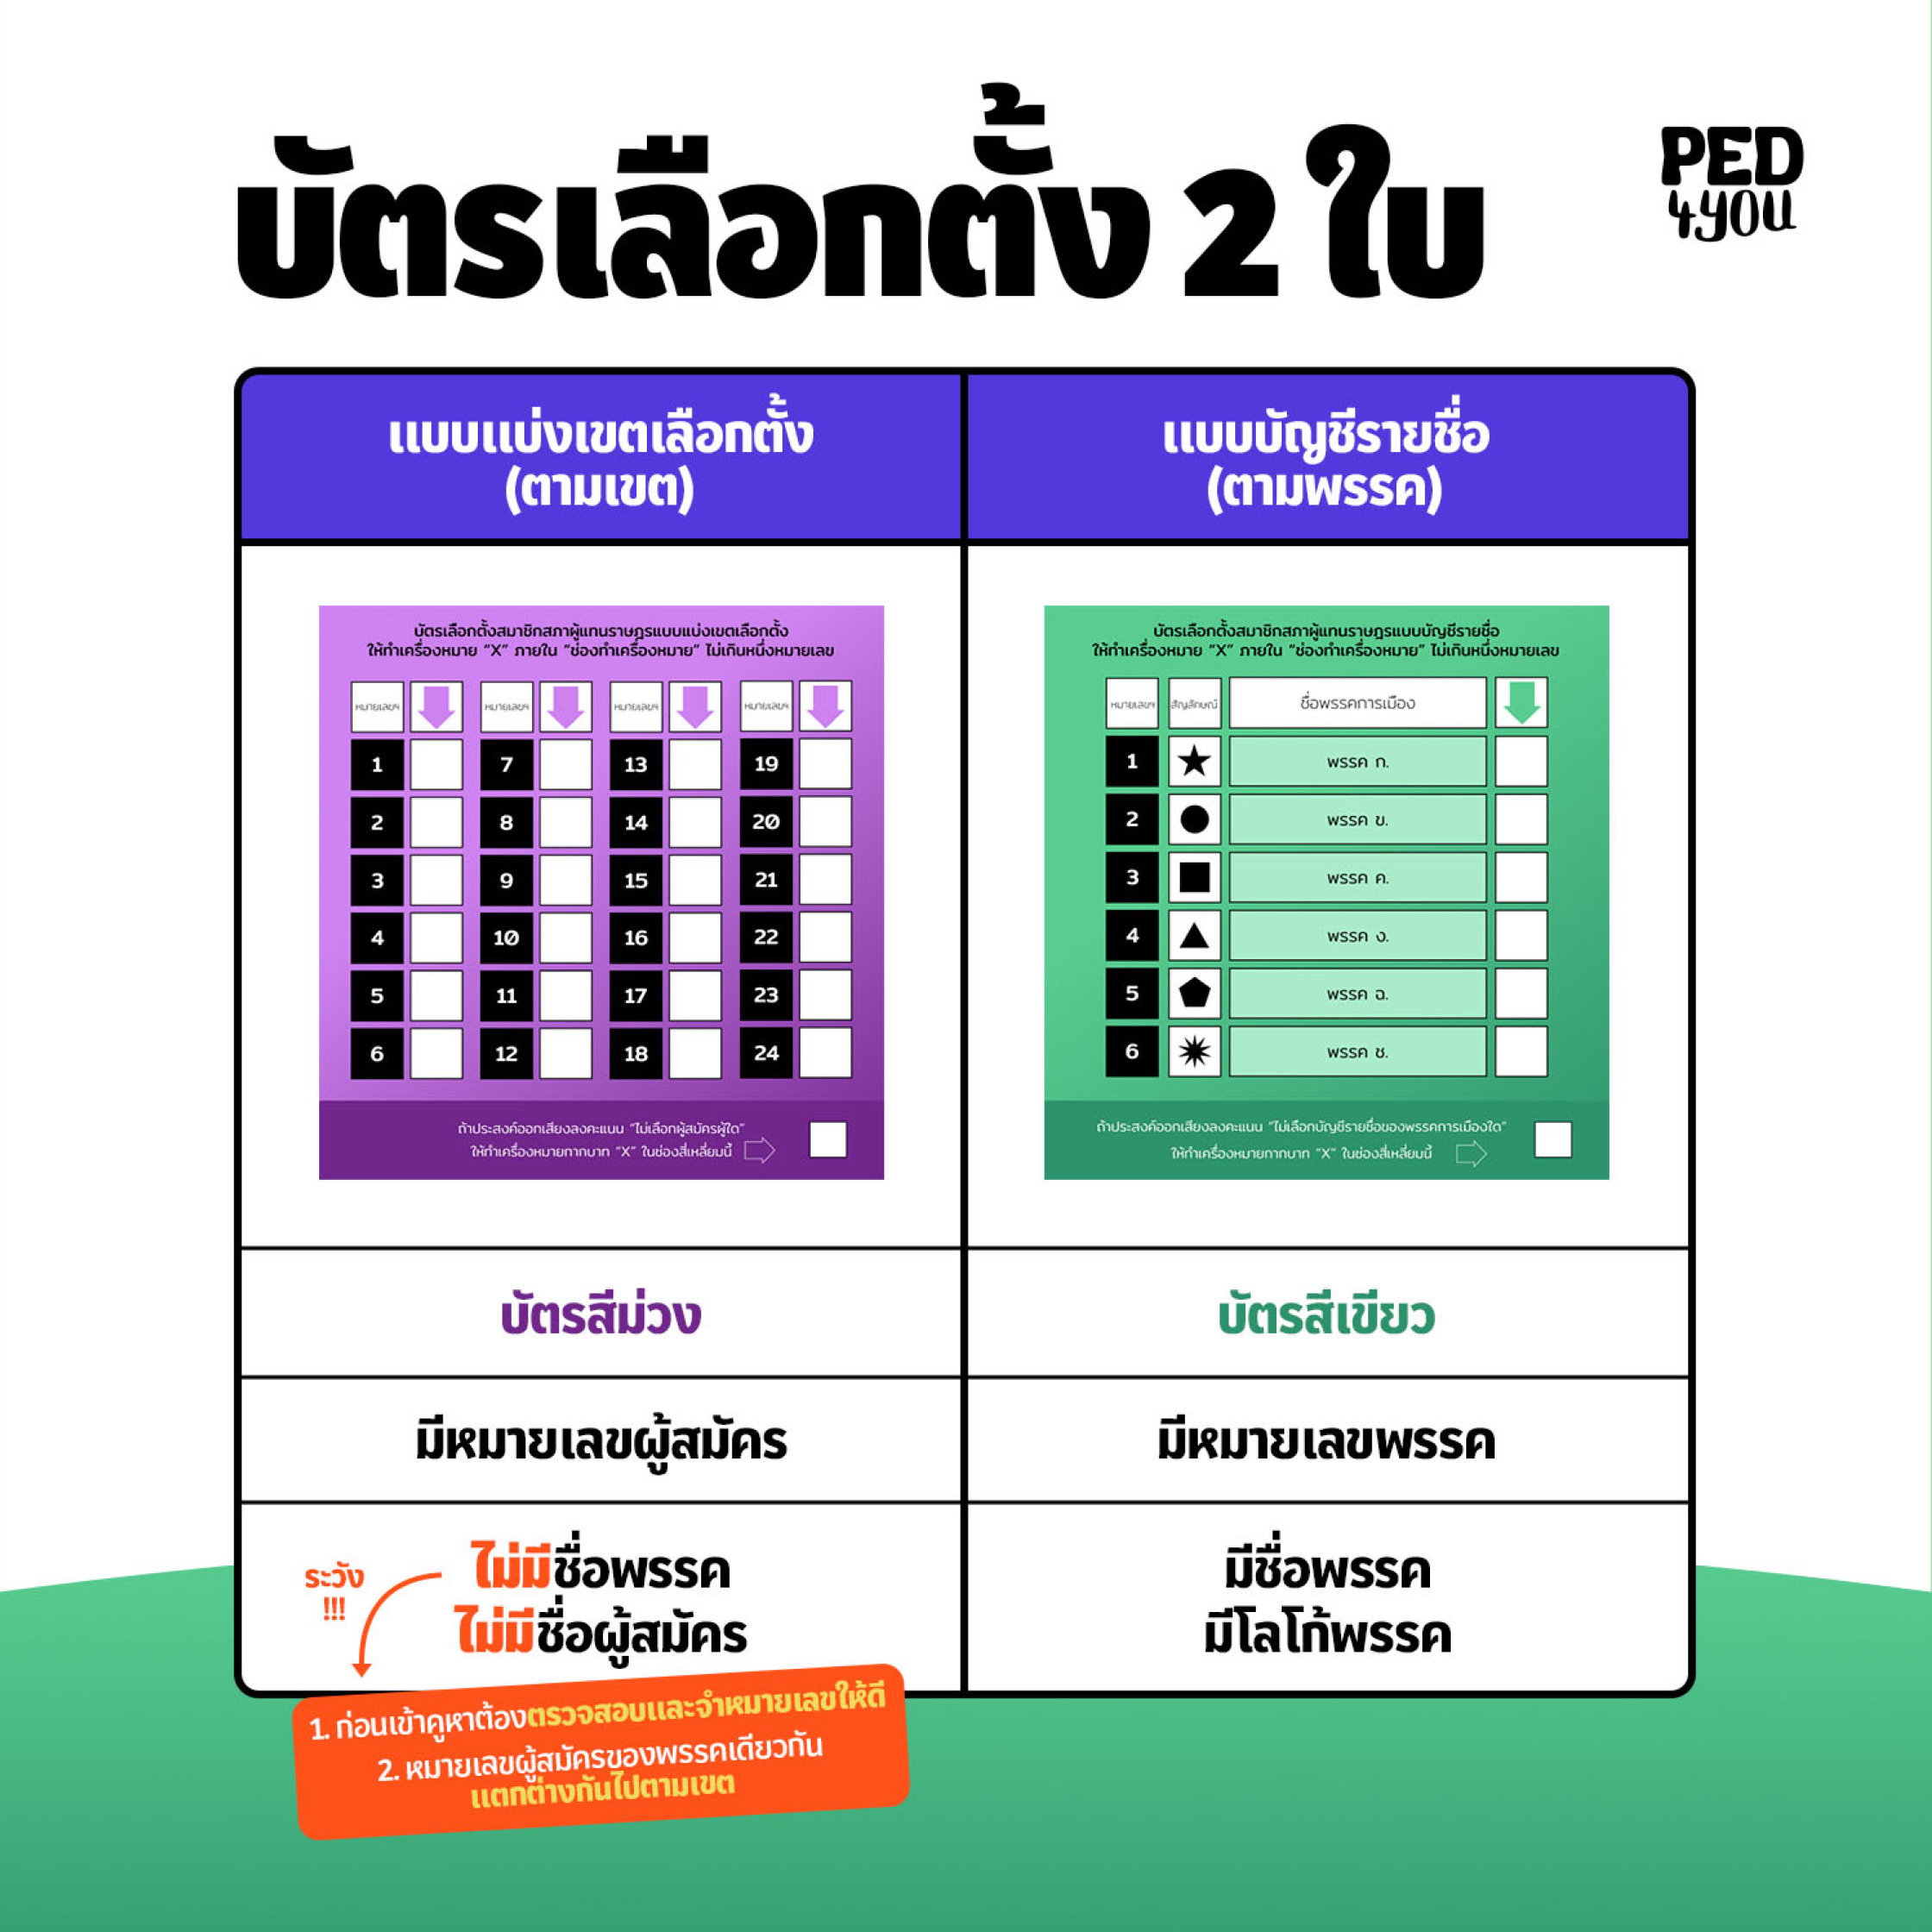 บัตรเลือกตั้ง 2 ใบ
PED
4YOU
แบบแบ่งเขตเลือกตั้ง
(ตามเขต)
แบบบัญชีรายชื่อ
(ตามพรรค)
บัตรเลือกตั้งสมาชิกสภาผู้แทนราษฎรแบบแบ่งเขตเลือกตั้ง
ให้ทำเครื่องหมาย “X” ภายใน “ช่องทำเครื่องหมาย” ไม่เกินหนึ่งหมายเลข
หมายเลขฯ หมายเลขฯ หมายเลขฯ หมายเลขฯ
1 7 13 19
2 8 14 20
3 9 15 21
4 10 16 22
5 11 17 23
6 12 18 24
ถ้าประสงค์ออกเสียงลงคะแนน “ไม่เลือกผู้สมัครผู้ใด”
ให้ทำเครื่องหมายกากบาท “X” ในช่องสี่เหลี่ยมนี้
บัตรเลือกตั้งสมาชิกสภาผู้แทนราษฎรแบบบัญชีรายชื่อ
ให้ทำเครื่องหมาย “X” ภายใน “ช่องทำเครื่องหมาย” ไม่เกินหนึ่งหมายเลข
หมายเลขฯ สัญลักษณ์ ชื่อพรรคการเมือง
1 พรรค ก.
2 พรรค ข.
3 พรรค ค.
4 พรรค ง.
5 พรรค ฉ.
6 พรรค ช.
ถ้าประสงค์ออกเสียงลงคะแนน “ไม่เลือกบัญชีรายชื่อของพรรคการเมืองใด”
ให้ทำเครื่องหมายกากบาท “X” ในช่องสี่เหลี่ยมนี้
บัตรสีม่วง
บัตรสีเขียว
มีหมายเลขผู้สมัคร
มีหมายเลขพรรค
ระวัง
!!!
ไม่มีชื่อพรรค
ไม่มีชื่อผู้สมัคร
มีชื่อพรรค
มีโลโก้พรรค
1. ก่อนเข้าคูหาต้องตรวจสอบและจำหมายเลขให้ดี
2. หมายเลขผู้สมัครของพรรคเดียวกัน
แตกต่างกันไปตามเขต